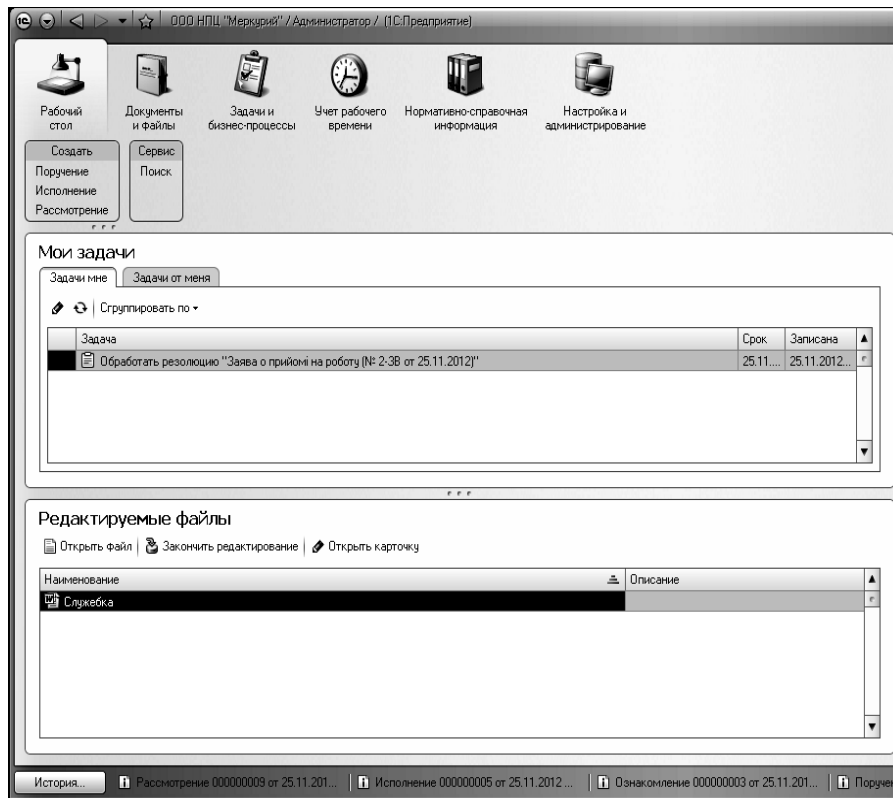 ООО НПЦ "Меркурий" / Администратор / (1С:Предприятие)
Рабочий стол
Документы и файлы
Задачи и бизнес-процессы
Учет рабочего времени
Нормативно-справочная информация
Настройка и администрирование
Создать
Поручение
Исполнение
Рассмотрение
Сервис
Поиск
Мои задачи
Задачи мне Задачи от меня
Сгруппировать по
Задача Срок Записана
Обработать резолюцию "Заява о прийомі на роботу (№ 2-ЗВ от 25.11.2012)" 25.11.... 25.11.2012...
Редактируемые файлы
Открыть файл Закончить редактирование Открыть карточку
Наименование Описание
Служебка
История... Рассмотрение 000000009 от 25.11.201... Исполнение 000000005 от 25.11.2012 ... Ознакомление 000000003 от 25.11.201... Поручен